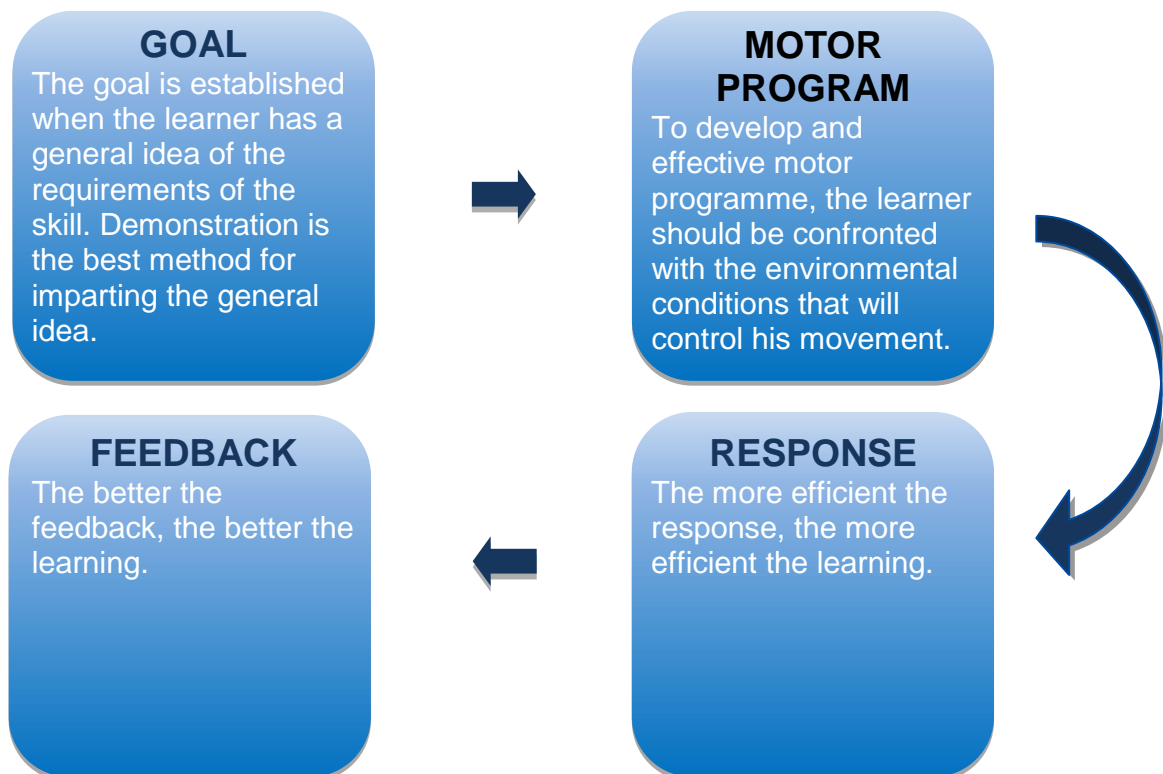 GOAL
The goal is established
when the learner has a
general idea of the
requirements of the
skill. Demonstration is
the best method for
imparting the general
idea.
MOTOR
PROGRAM
To develop and
effective motor
programme, the learner
should be confronted
with the environmental
conditions that will
control his movement.
RESPONSE
The more efficient the
response, the more
efficient the learning.
FEEDBACK
The better the
feedback, the better the
learning.